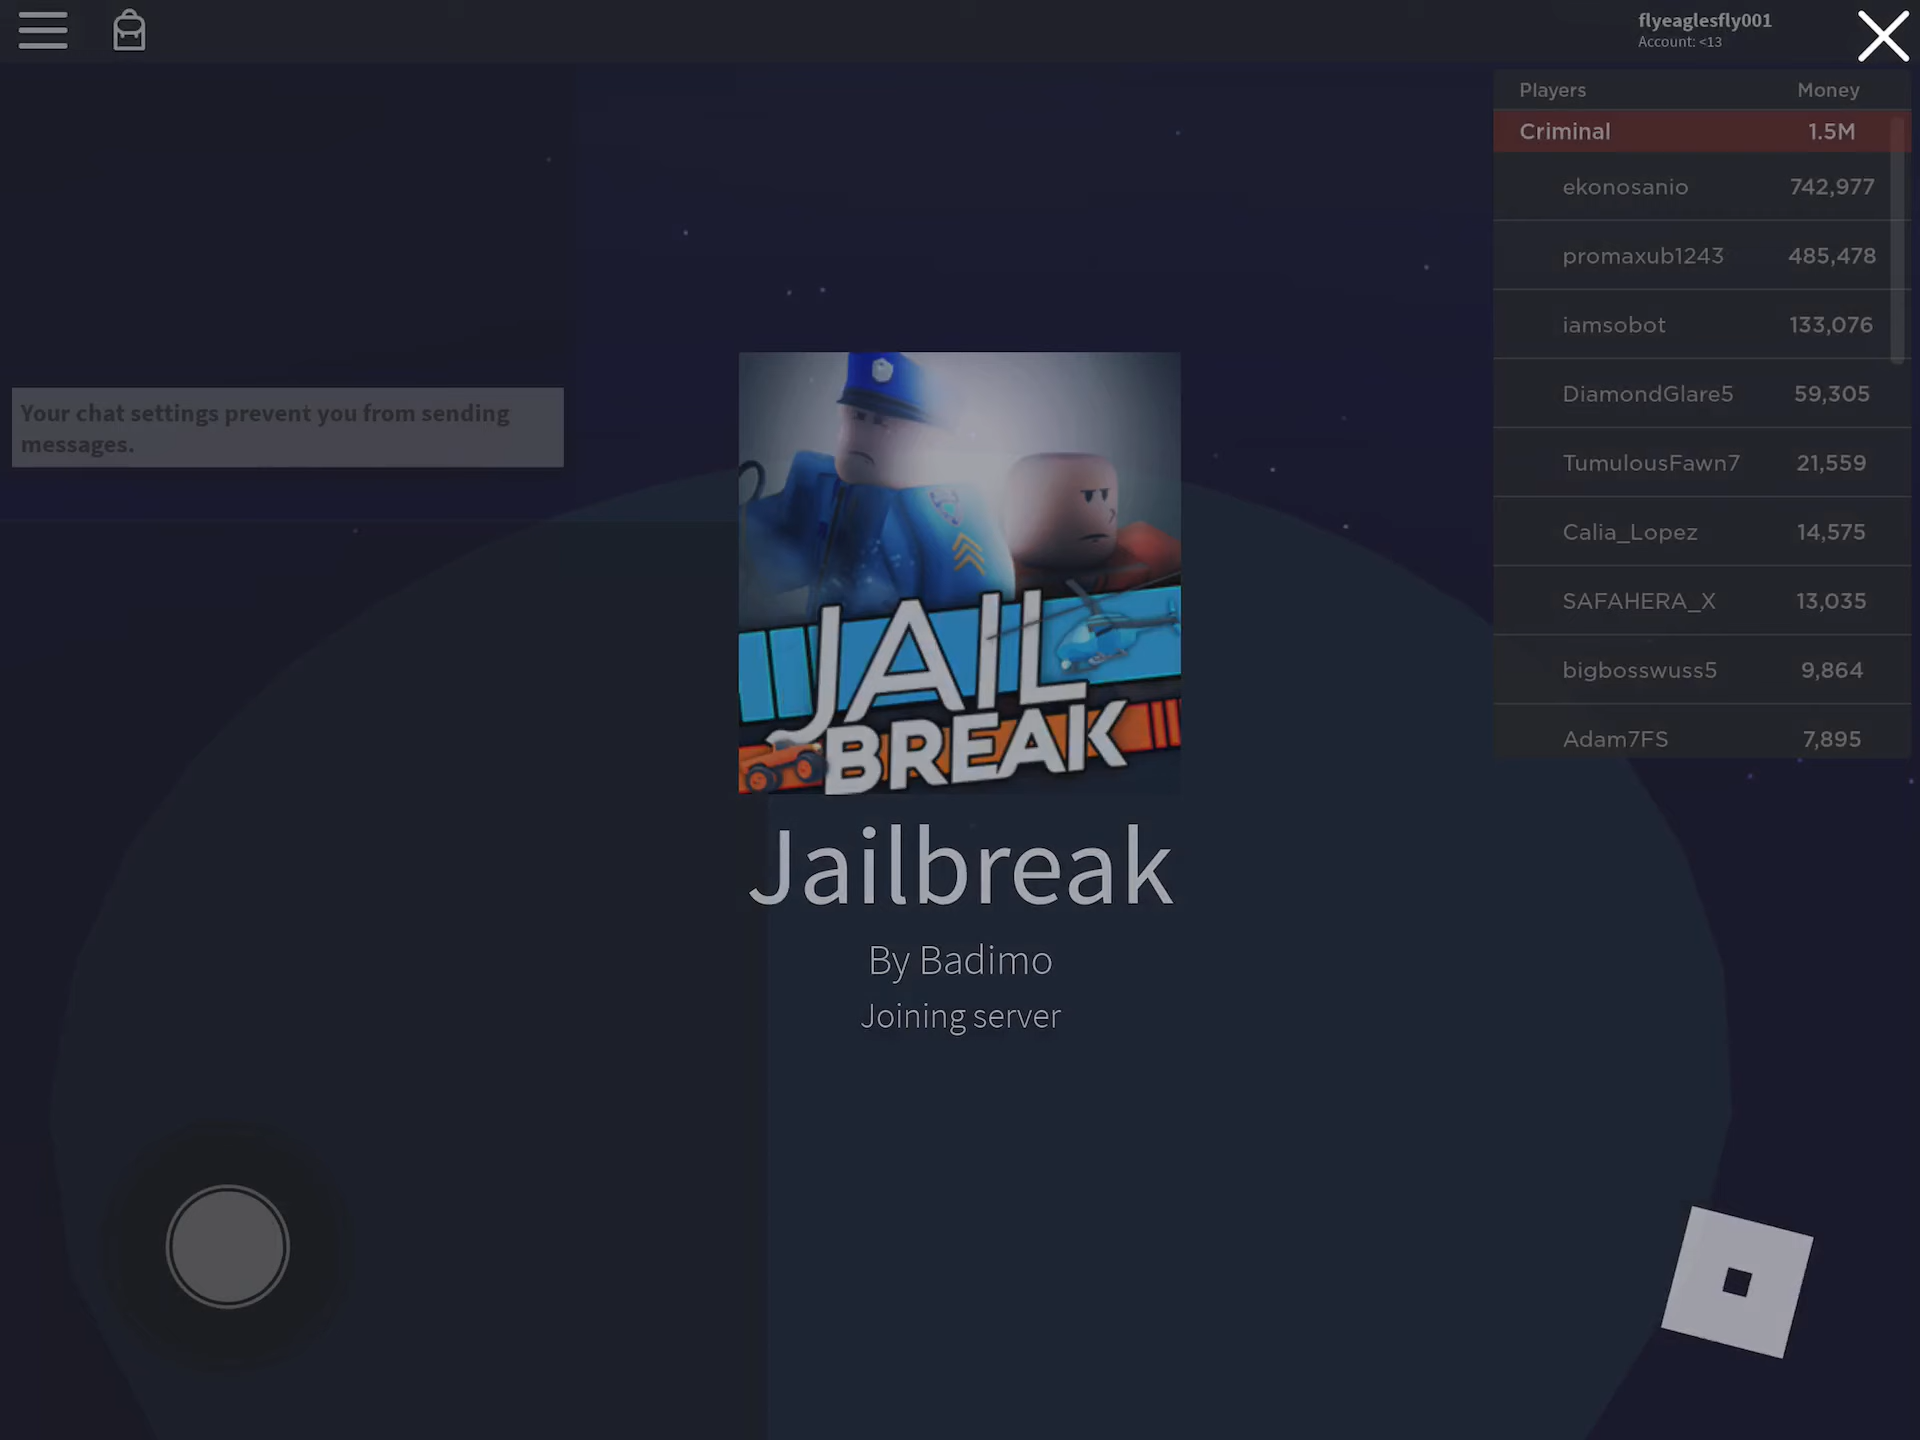 flyeaglesfly001
Account: <13
Players Money
Criminal 1.5M
ekonosanio 742,977
promaxub1243 485,478
iamsobot 133,076
DiamondGlare5 59,305
TumulousFawn7 21,559
Calia_Lopez 14,575
SAFAHERA_X 13,035
bigbosswuss5 9,864
Adam7FS 7,895
Your chat settings prevent you from sending
messages.
JAIL
BREAK
Jailbreak
By Badimo
Joining server